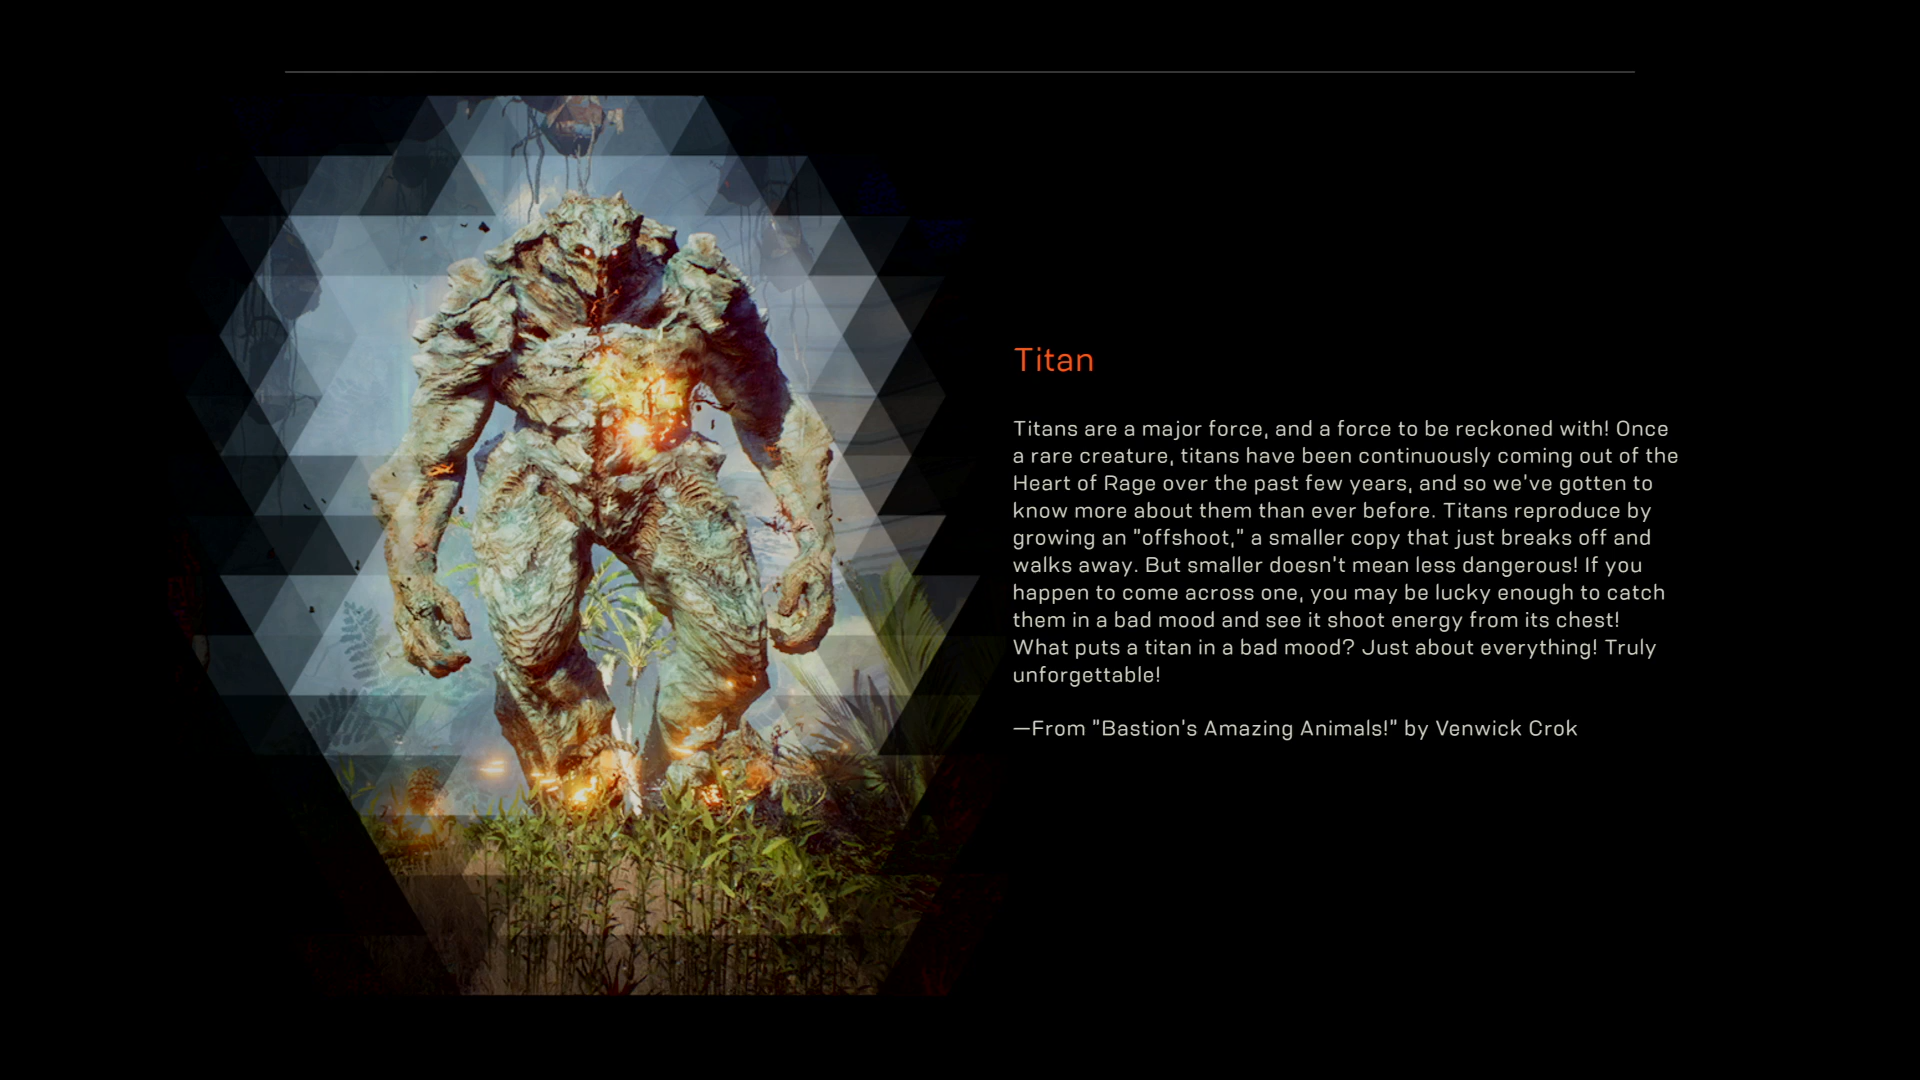 Titan
Titans are a major force, and a force to be reckoned with! Once
a rare creature, titans have been continuously coming out of the
Heart of Rage over the past few years, and so we've gotten to
know more about them than ever before. Titans reproduce by
growing an "offshoot," a smaller copy that just breaks off and
walks away. But smaller doesn't mean less dangerous! If you
happen to come across one, you may be lucky enough to catch
them in a bad mood and see it shoot energy from its chest!
What puts a titan in a bad mood? Just about everything! Truly
unforgettable!
—From "Bastion's Amazing Animals!" by Venwick Crok